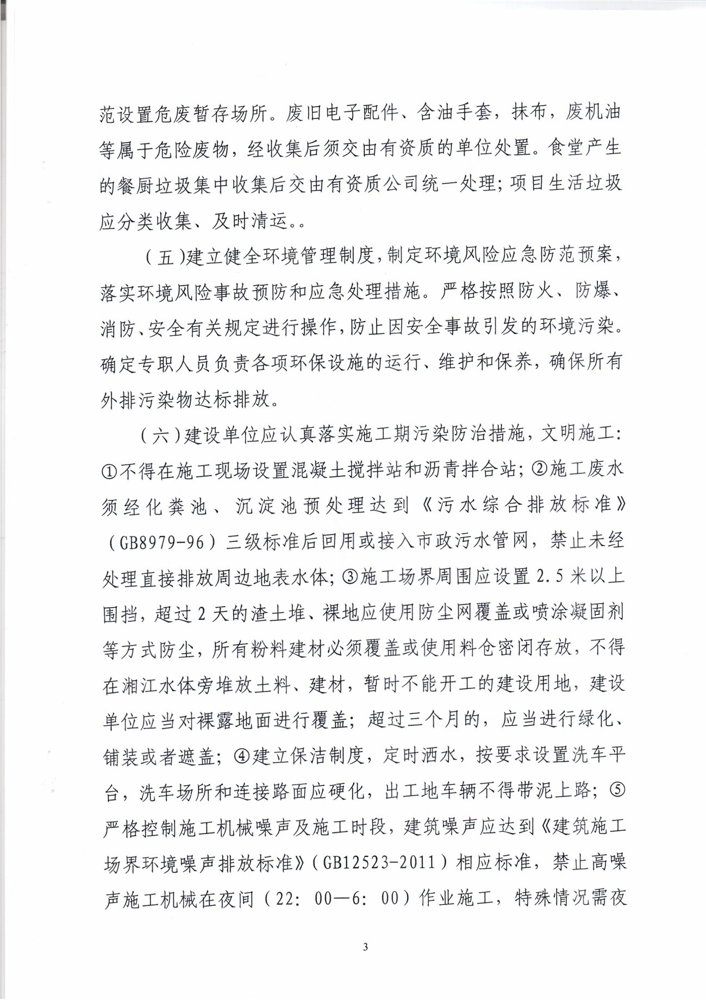 范设置危废暂存场所。废旧电子配件、含油手套，抹布，废机油
等属于危险废物，经收集后须交由有资质的单位处置。食堂产生
的餐厨垃圾集中收集后交由有资质公司统一处理；项目生活垃圾
应分类收集、及时清运。。
（五）建立健全环境管理制度，制定环境风险应急防范预案，
落实环境风险事故预防和应急处理措施。严格按照防火、防爆、
消防、安全有关规定进行操作，防止因安全事故引发的环境污染。
确定专职人员负责各项环保设施的运行、维护和保养，确保所有
外排污染物达标排放。
（六）建设单位应认真落实施工期污染防治措施，文明施工：
①不得在施工现场设置混凝土搅拌站和沥青拌合站；②施工废水
须经化粪池、沉淀池预处理达到《污水综合排放标准》
（GB8979-96）三级标准后回用或接入市政污水管网，禁止未经
处理直接排放周边地表水体；③施工场界周围应设置 2.5 米以上
围挡，超过 2 天的渣土堆、裸地应使用防尘网覆盖或喷涂凝固剂
等方式防尘，所有粉料建材必须覆盖或使用料仓密闭存放，不得
在湘江水体旁堆放土料、建材，暂时不能开工的建设用地，建设
单位应当对裸露地面进行覆盖；超过三个月的，应当进行绿化、
铺装或者遮盖；④建立保洁制度，定时洒水，按要求设置洗车平
台，洗车场所和连接路面应硬化，出工地车辆不得带泥上路；⑤
严格控制施工机械噪声及施工时段，建筑噪声应达到《建筑施工
场界环境噪声排放标准》（GB12523-2011）相应标准，禁止高噪
声施工机械在夜间（22：00—6：00）作业施工，特殊情况需夜
3